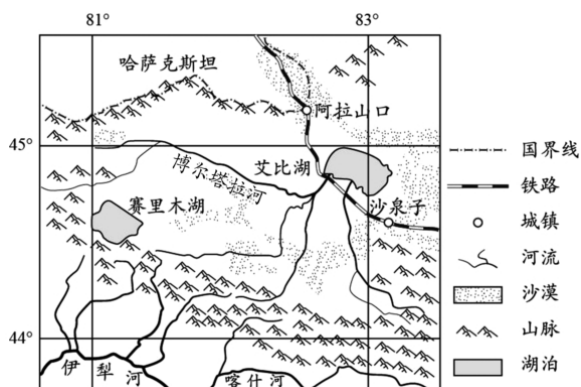 81°
83°
哈萨克斯坦
阿拉山口
45°
艾比湖
博尔塔拉河
赛里木湖
沙泉子
44°
伊犁河
喀什河
国界线
铁路
城镇
河流
沙漠
山脉
湖泊